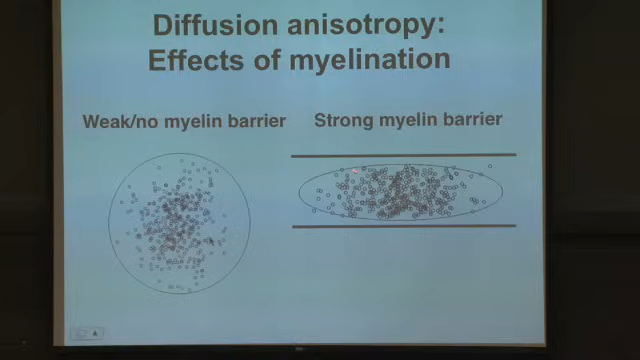 Diffusion anisotropy:
Effects of myelination
Weak/no myelin barrier
Strong myelin barrier